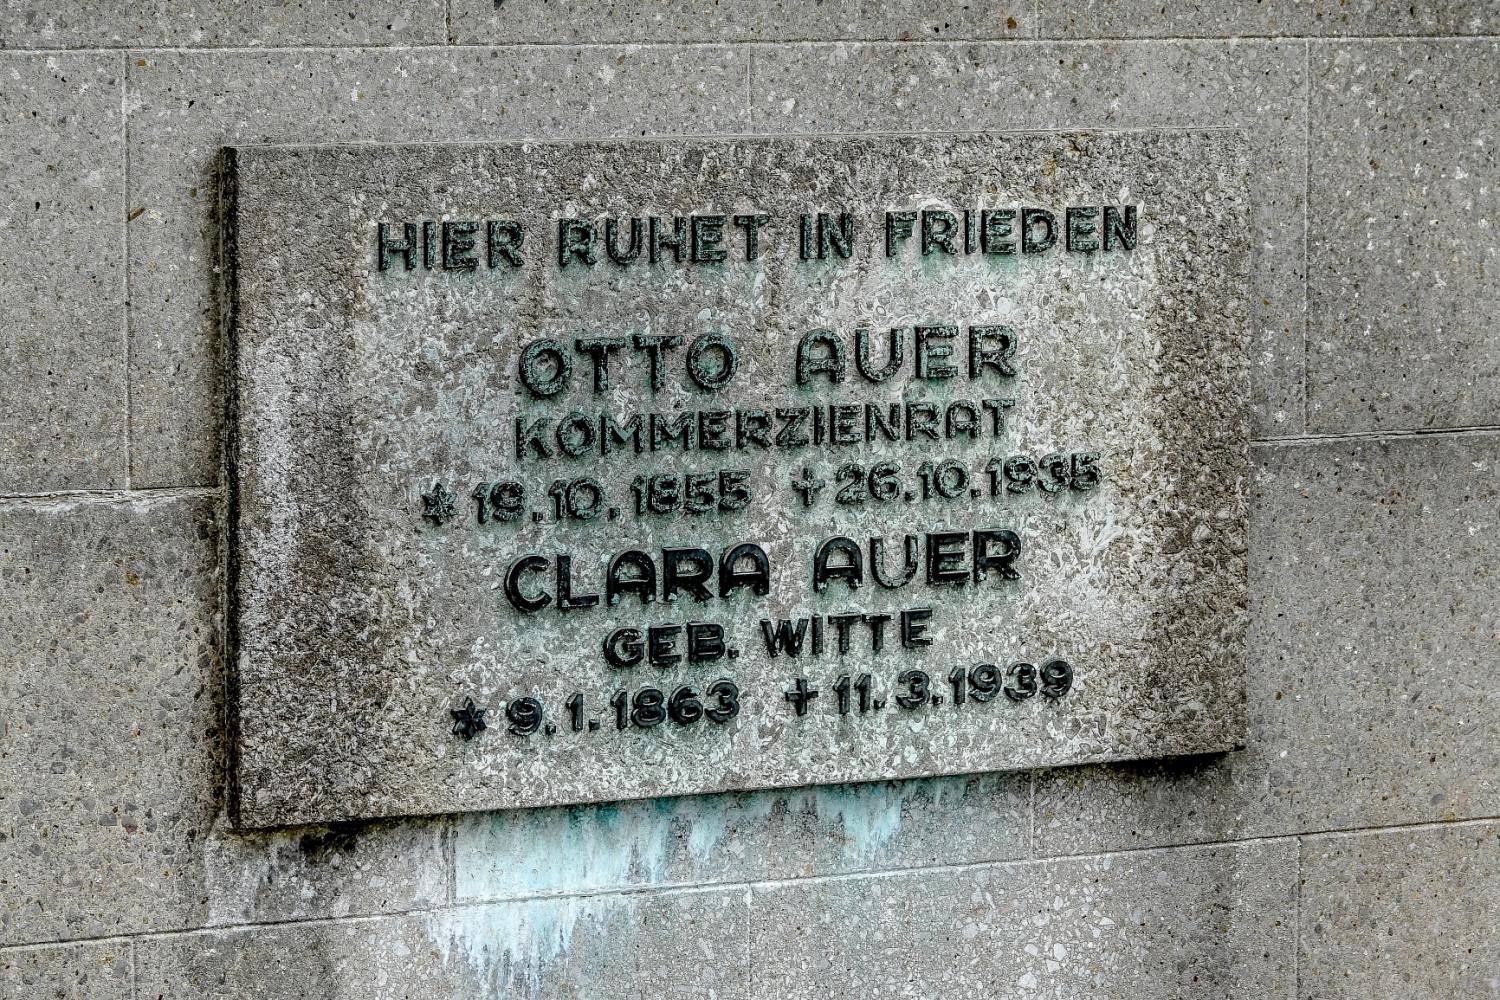 HIER RUHET IN FRIEDEN
OTTO AUER
KOMMERZIENRAT
* 19.10.1855 † 26.10.1935
CLARA AUER
GEB. WITTE
* 9.1.1863 † 11.3.1939